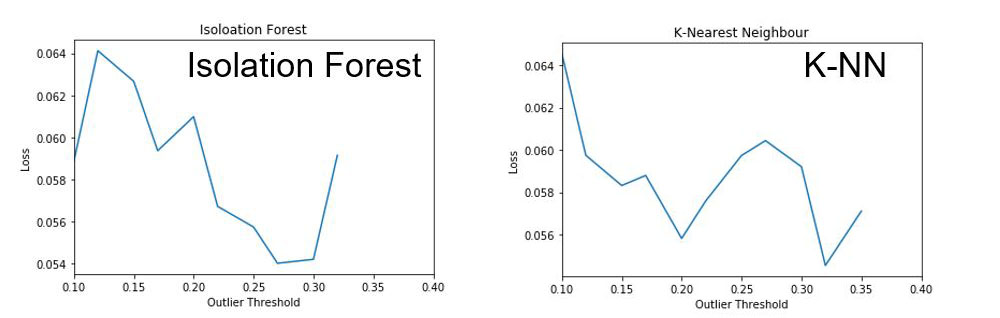 Isoloation Forest
Isolation Forest
0.064
0.062
0.060
0.058
0.056
0.054
Loss
0.10 0.15 0.20 0.25 0.30 0.35 0.40
Outlier Threshold
K-Nearest Neighbour
K-NN
0.064
0.062
0.060
0.058
0.056
Loss
0.10 0.15 0.20 0.25 0.30 0.35 0.40
Outlier Threshold